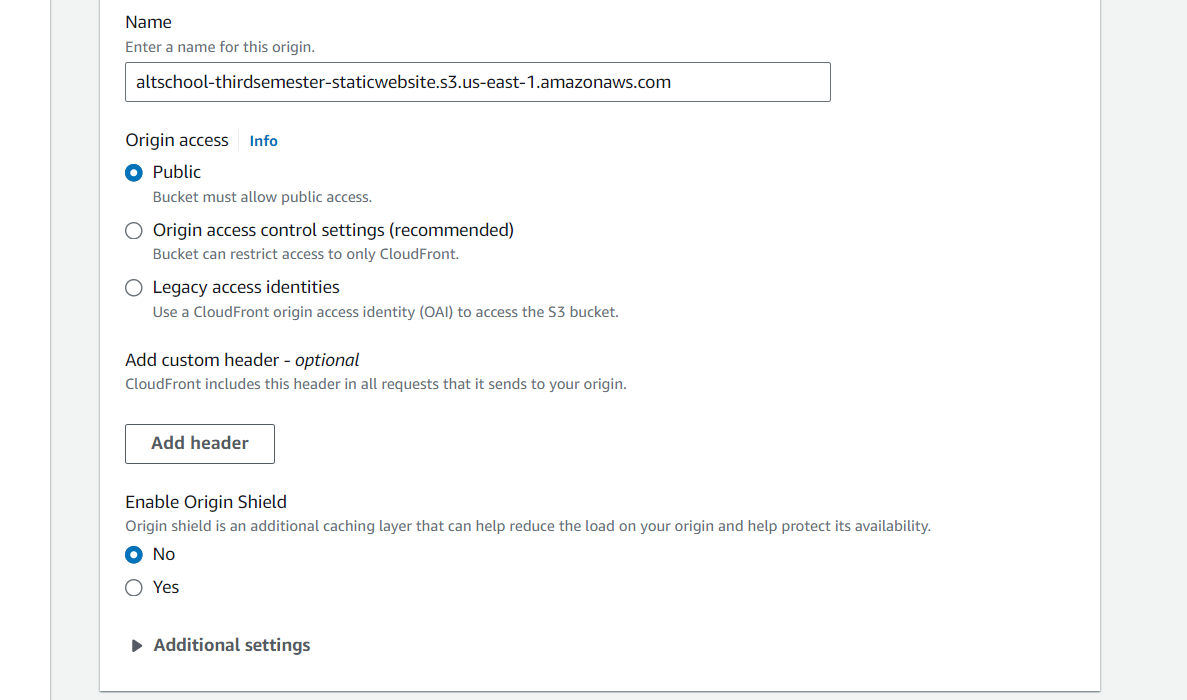 Name
Enter a name for this origin.
altschool-thirdsemester-staticwebsite.s3.us-east-1.amazonaws.com
Origin access Info
Public
Bucket must allow public access.
Origin access control settings (recommended)
Bucket can restrict access to only CloudFront.
Legacy access identities
Use a CloudFront origin access identity (OAI) to access the S3 bucket.
Add custom header - optional
CloudFront includes this header in all requests that it sends to your origin.
Add header
Enable Origin Shield
Origin shield is an additional caching layer that can help reduce the load on your origin and help protect its availability.
No
Yes
Additional settings